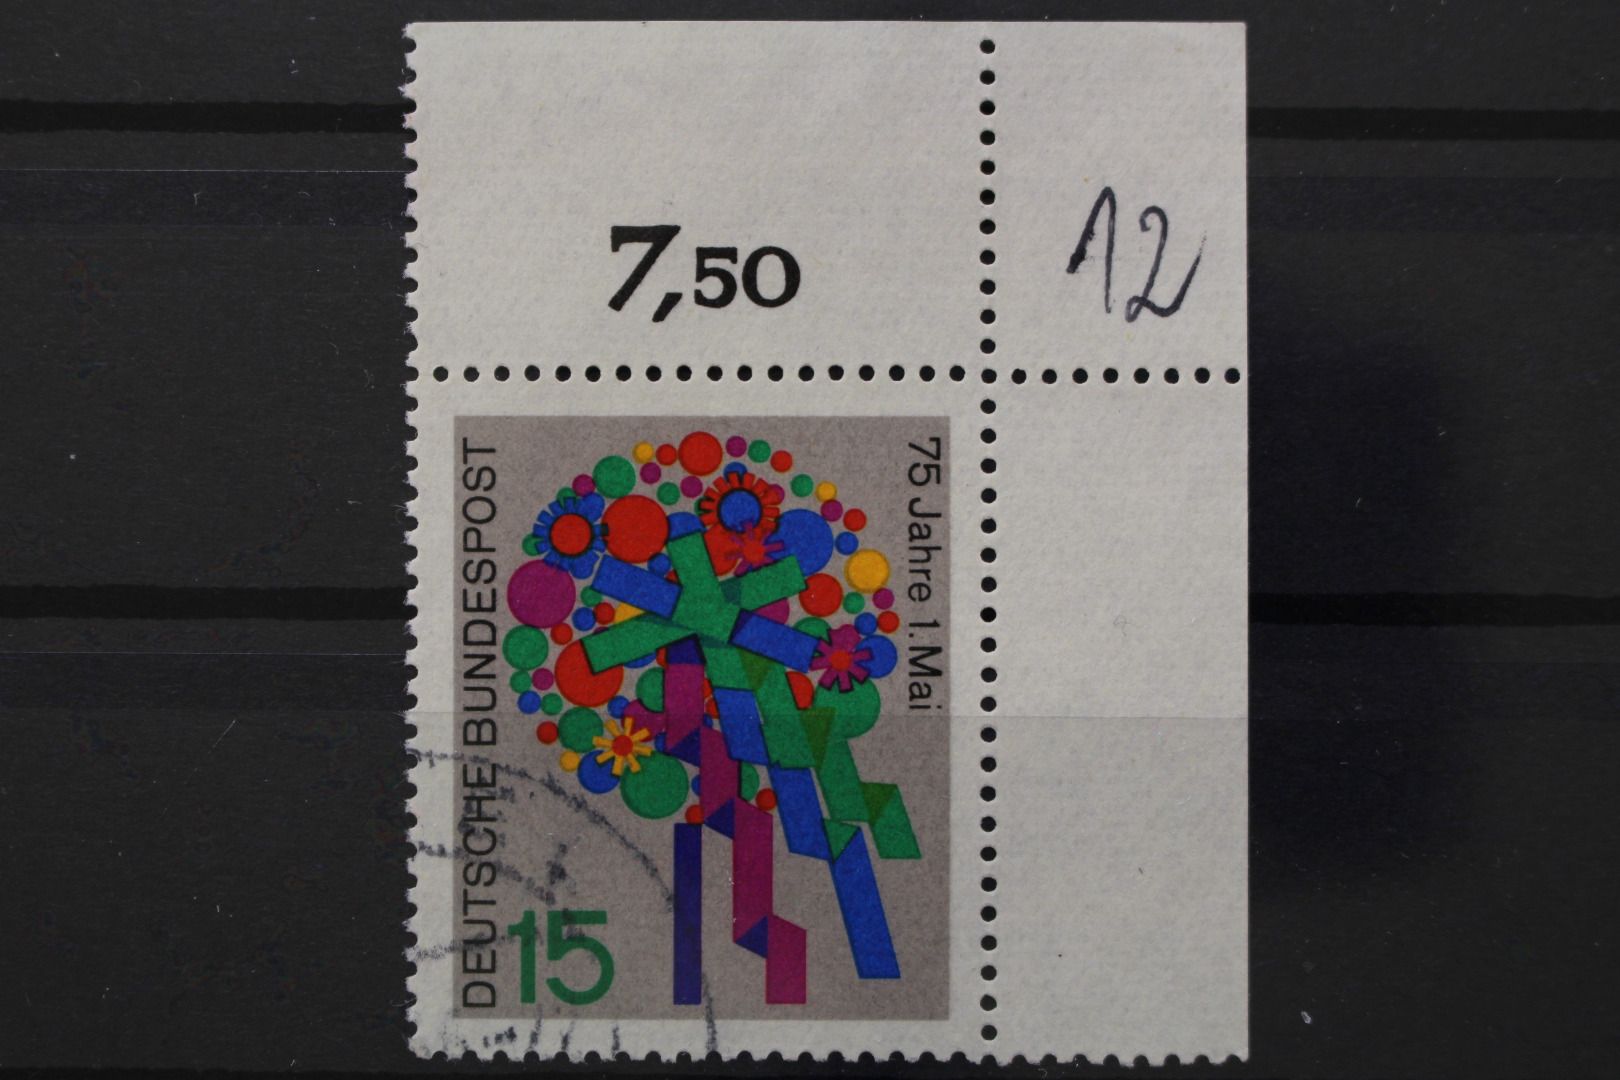 7,50
12
DEUTSCHE BUNDESPOST
75 Jahre 1. Mai
15